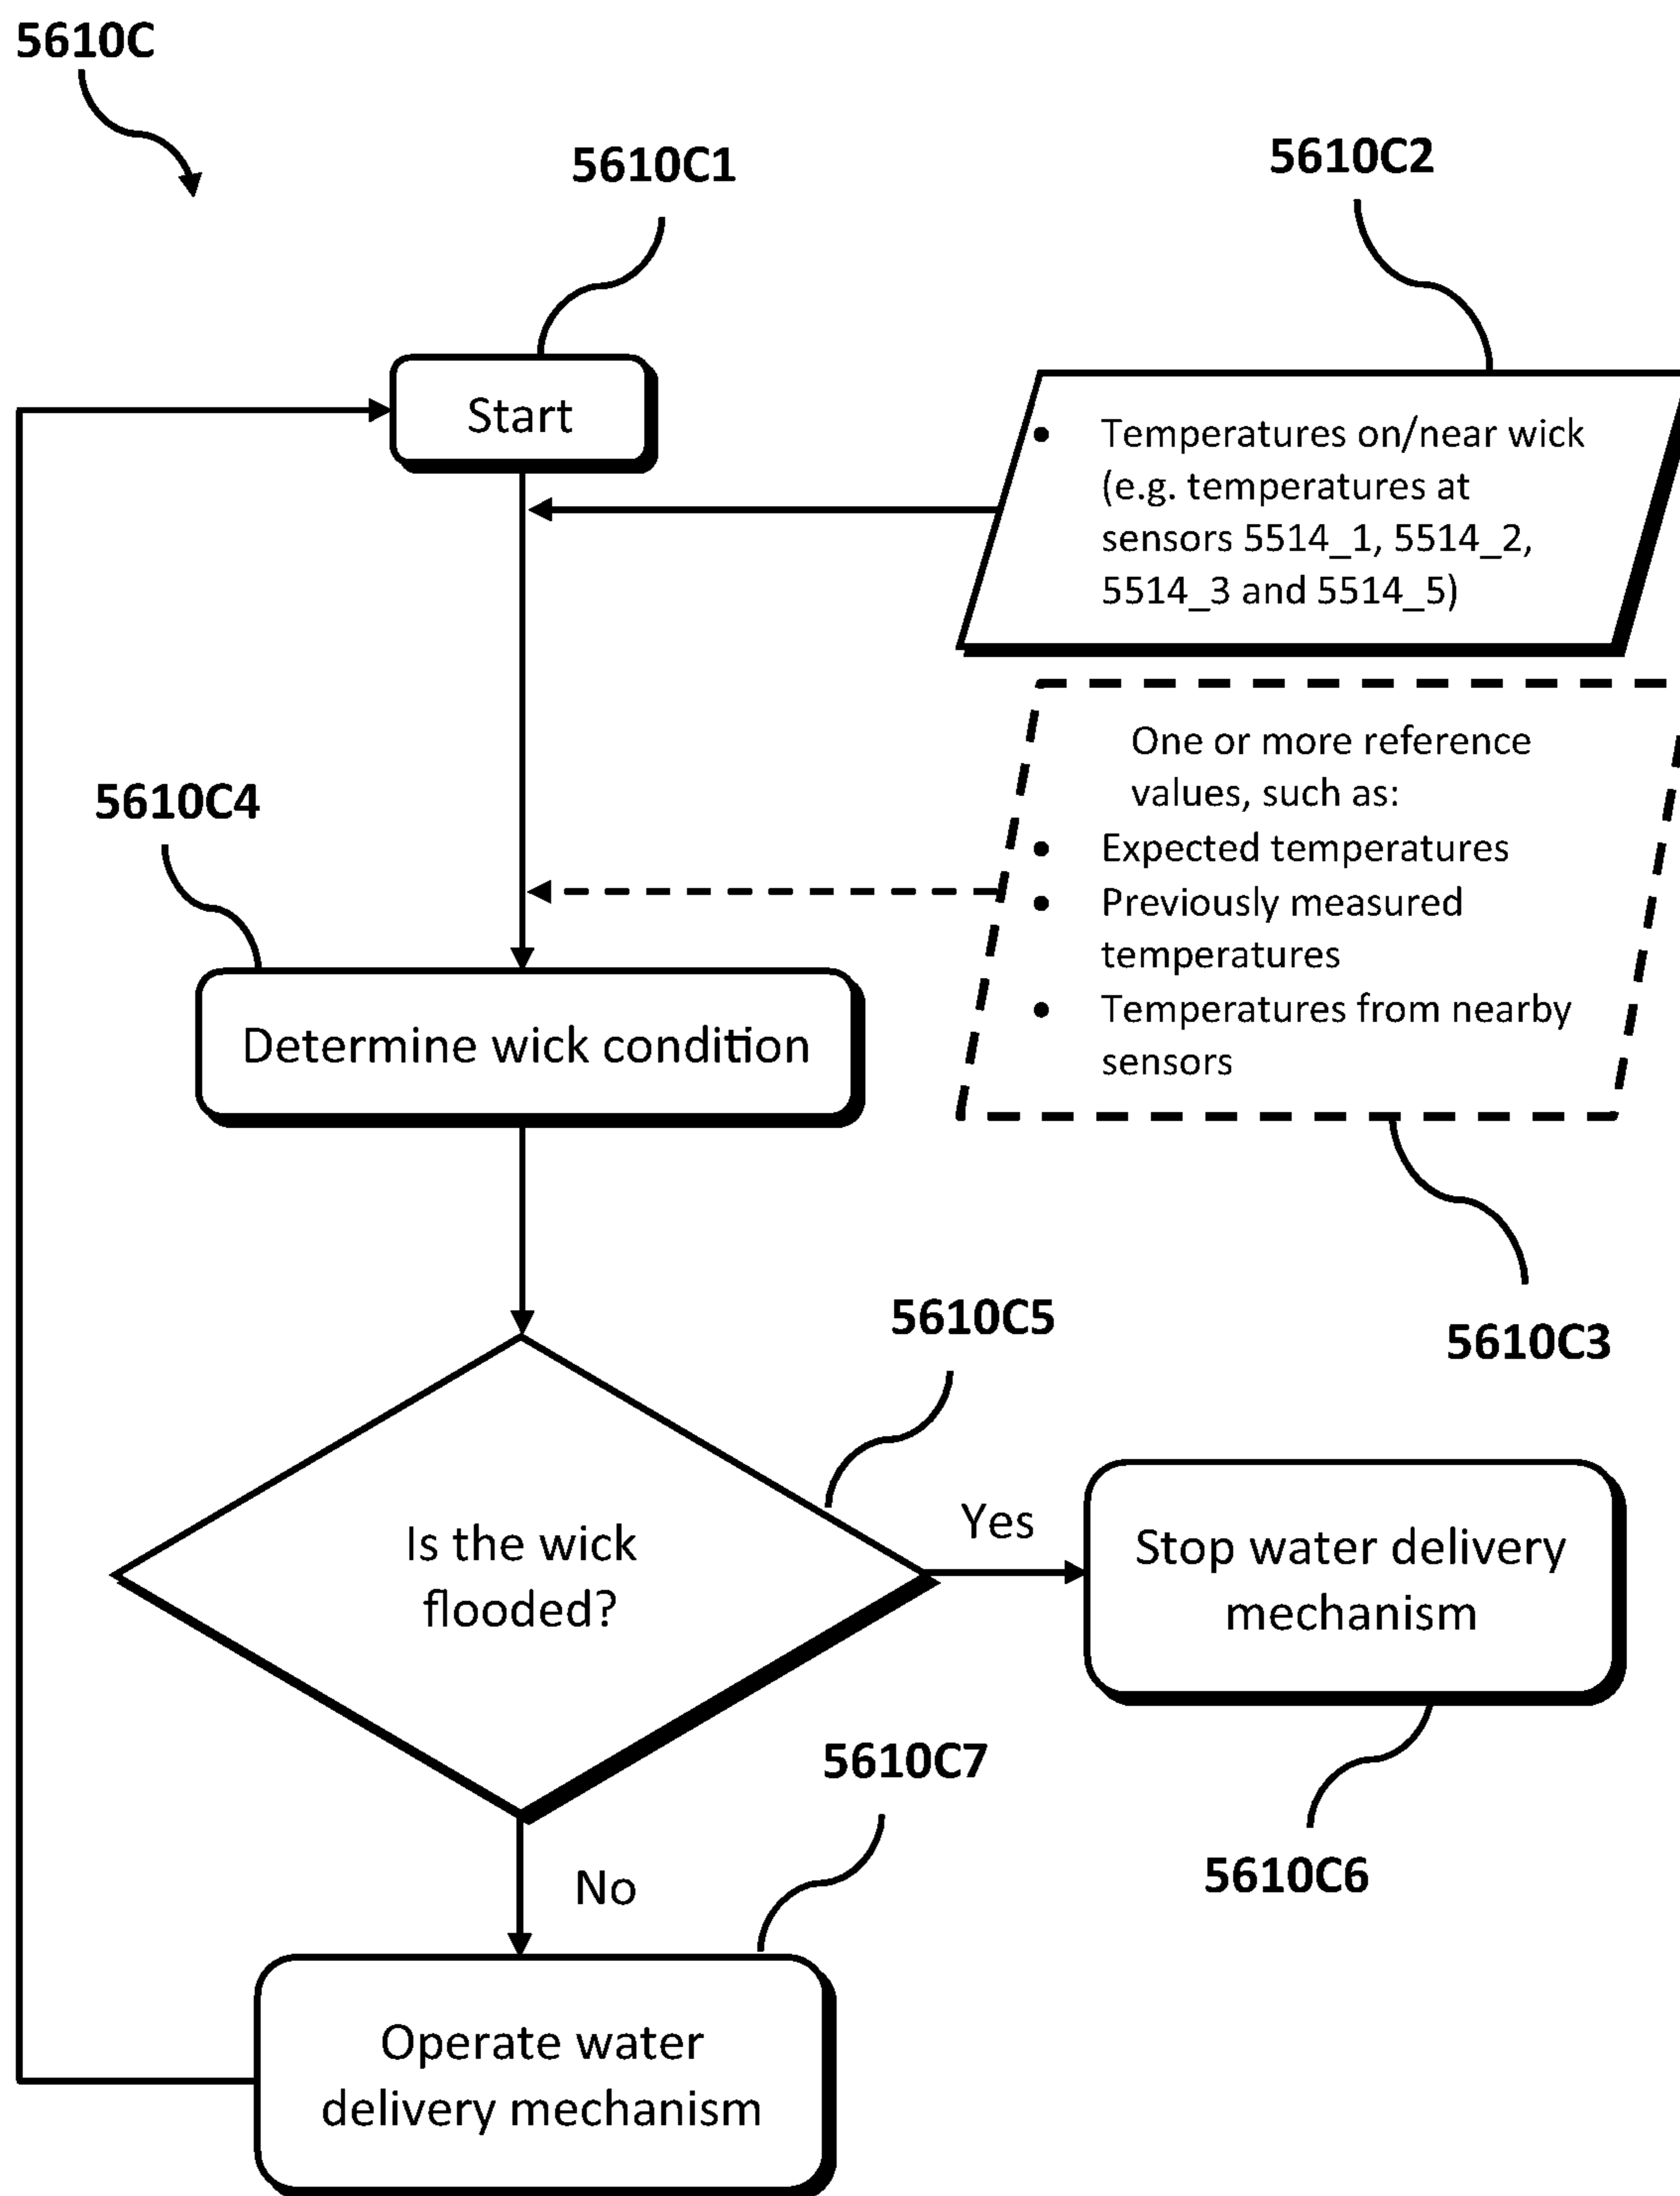 5610C
5610C1
5610C2
Start
• Temperatures on/near wick
(e.g. temperatures at
sensors 5514_1, 5514_2,
5514_3 and 5514_5)
One or more reference
values, such as:
• Expected temperatures
• Previously measured
temperatures
• Temperatures from nearby
sensors
5610C4
Determine wick condition
5610C3
5610C5
Is the wick
flooded?
Yes
Stop water delivery
mechanism
5610C6
5610C7
No
Operate water
delivery mechanism